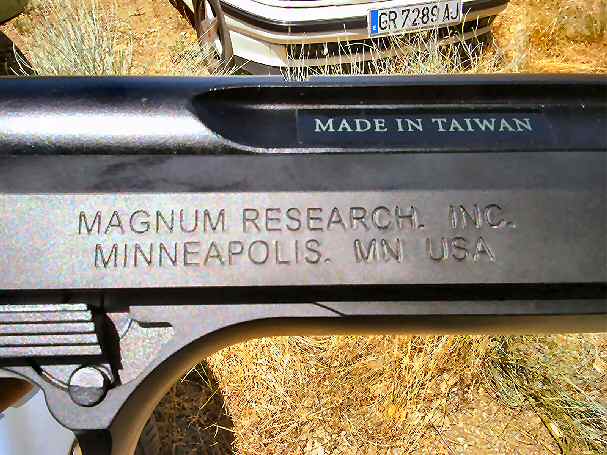 GR 7289 AJ
MADE IN TAIWAN
MAGNUM RESEARCH. INC.
MINNEAPOLIS. MN USA